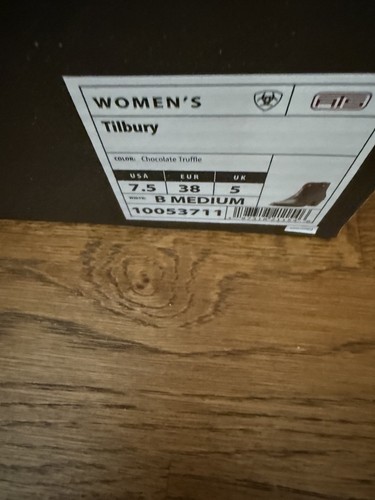 WOMEN'S
Tilbury
COLOR: Chocolate Truffle
USA EUR UK
7.5 38 5
WIDTH: B MEDIUM
10053711